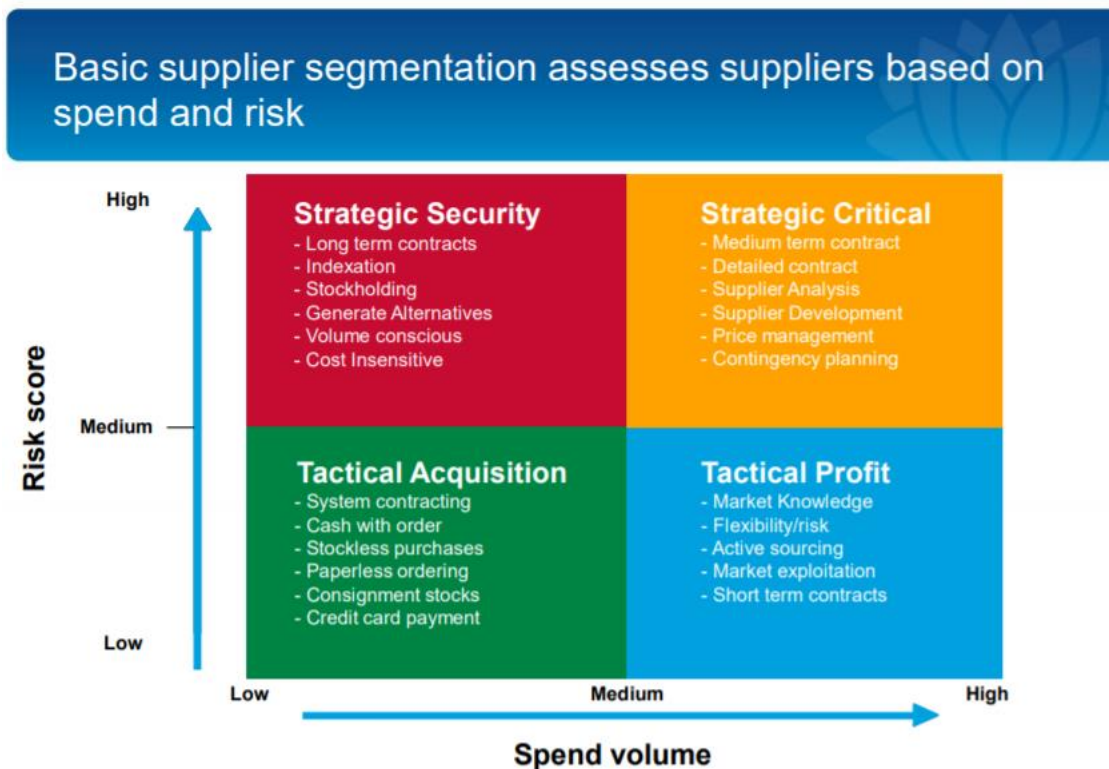 Basic supplier segmentation assesses suppliers based on
spend and risk
High
Medium
Low
Risk score
Strategic Security
- Long term contracts
- Indexation
- Stockholding
- Generate Alternatives
- Volume conscious
- Cost Insensitive
Strategic Critical
- Medium term contract
- Detailed contract
- Supplier Analysis
- Supplier Development
- Price management
- Contingency planning
Tactical Acquisition
- System contracting
- Cash with order
- Stockless purchases
- Paperless ordering
- Consignment stocks
- Credit card payment
Tactical Profit
- Market Knowledge
- Flexibility/risk
- Active sourcing
- Market exploitation
- Short term contracts
Low
Medium
High
Spend volume